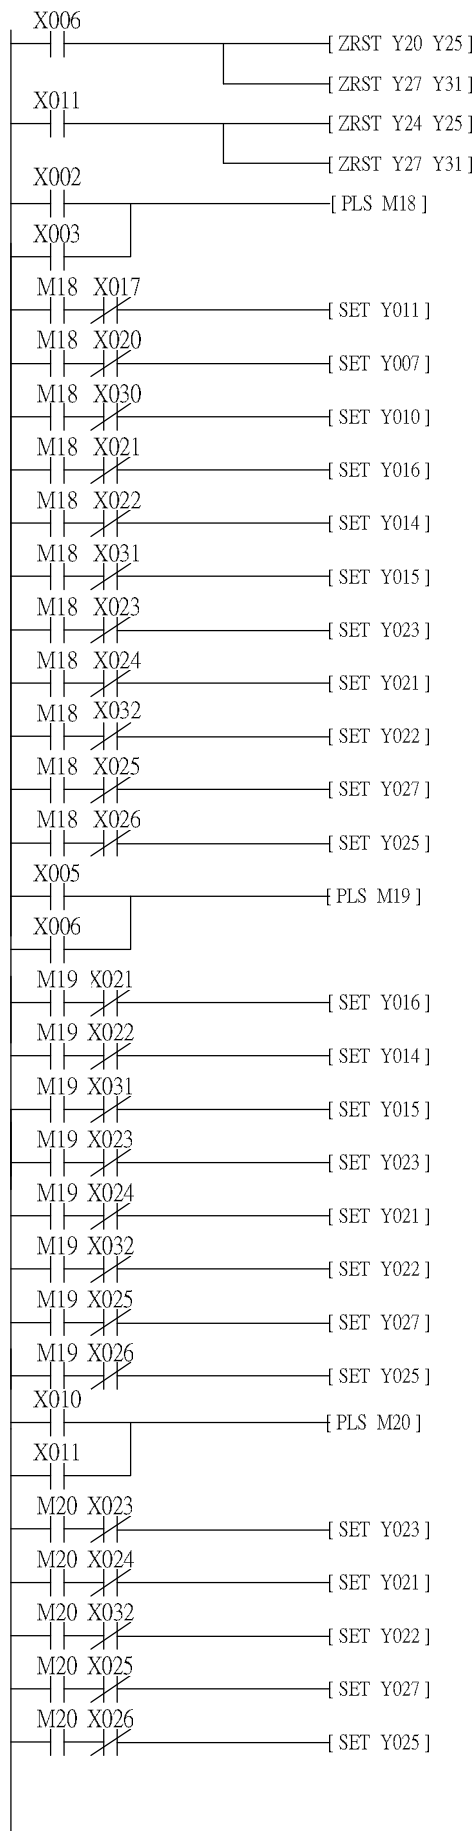 X006
[ ZRST Y20 Y25 ]
[ ZRST Y27 Y31 ]
X011
[ ZRST Y24 Y25 ]
[ ZRST Y27 Y31 ]
X002
[ PLS M18 ]
X003
M18 X017
[ SET Y011 ]
M18 X020
[ SET Y007 ]
M18 X030
[ SET Y010 ]
M18 X021
[ SET Y016 ]
M18 X022
[ SET Y014 ]
M18 X031
[ SET Y015 ]
M18 X023
[ SET Y023 ]
M18 X024
[ SET Y021 ]
M18 X032
[ SET Y022 ]
M18 X025
[ SET Y027 ]
M18 X026
[ SET Y025 ]
X005
[ PLS M19 ]
X006
M19 X021
[ SET Y016 ]
M19 X022
[ SET Y014 ]
M19 X031
[ SET Y015 ]
M19 X023
[ SET Y023 ]
M19 X024
[ SET Y021 ]
M19 X032
[ SET Y022 ]
M19 X025
[ SET Y027 ]
M19 X026
[ SET Y025 ]
X010
[ PLS M20 ]
X011
M20 X023
[ SET Y023 ]
M20 X024
[ SET Y021 ]
M20 X032
[ SET Y022 ]
M20 X025
[ SET Y027 ]
M20 X026
[ SET Y025 ]